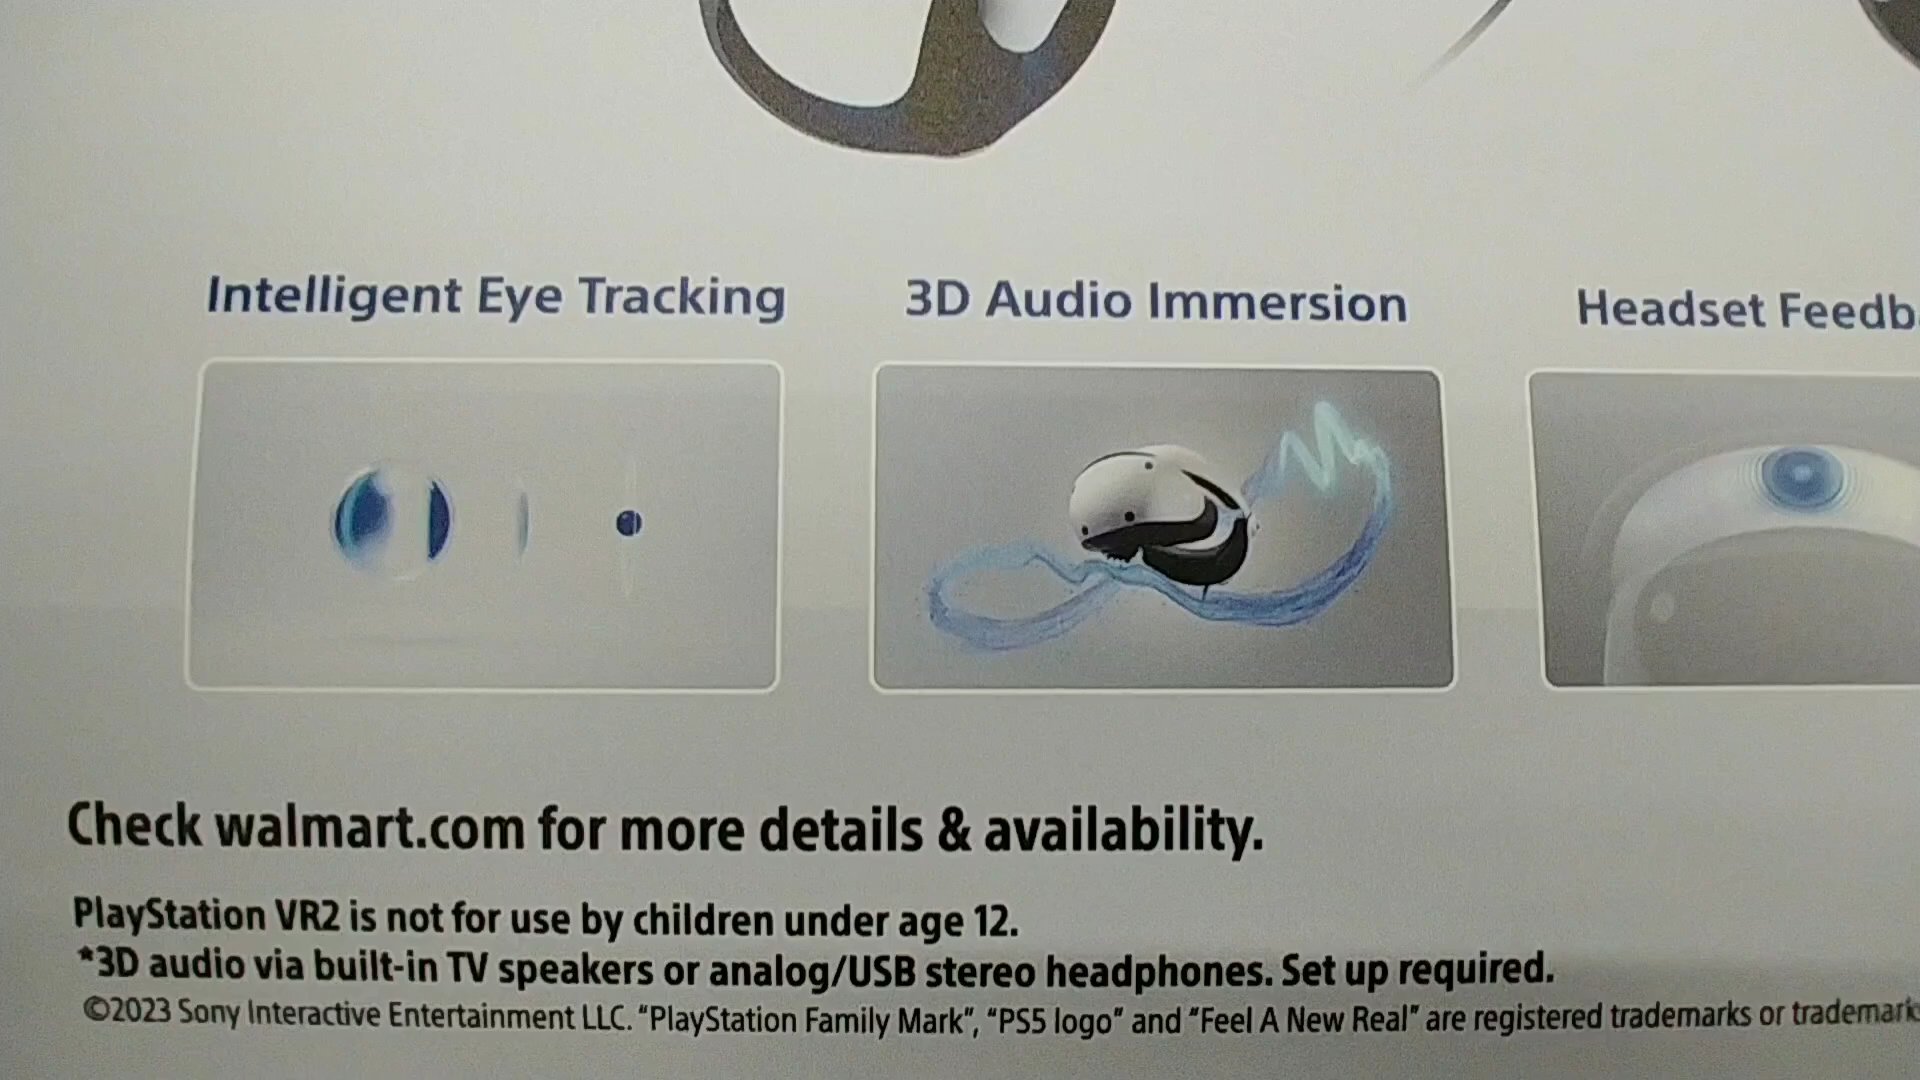 Intelligent Eye Tracking
3D Audio Immersion
Headset
Check walmart.com for more details & availability.
PlayStation VR2 is not for use by children under age 12.
*3D audio via built-in TV speakers or analog/USB stereo headphones. Set up required.
©2023 Sony Interactive Entertainment LLC. “PlayStation Family Mark”, “PS5 logo” and “Feel A New Real” are registered trademarks or